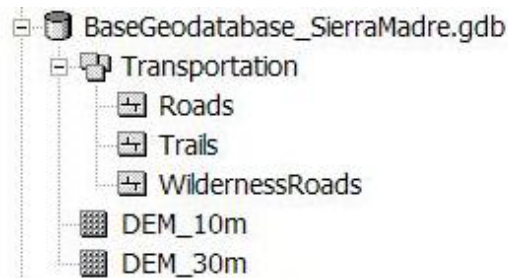 BaseGeodatabase_SierraMadre.gdb
Transportation
Roads
Trails
WildernessRoads
DEM_10m
DEM_30m